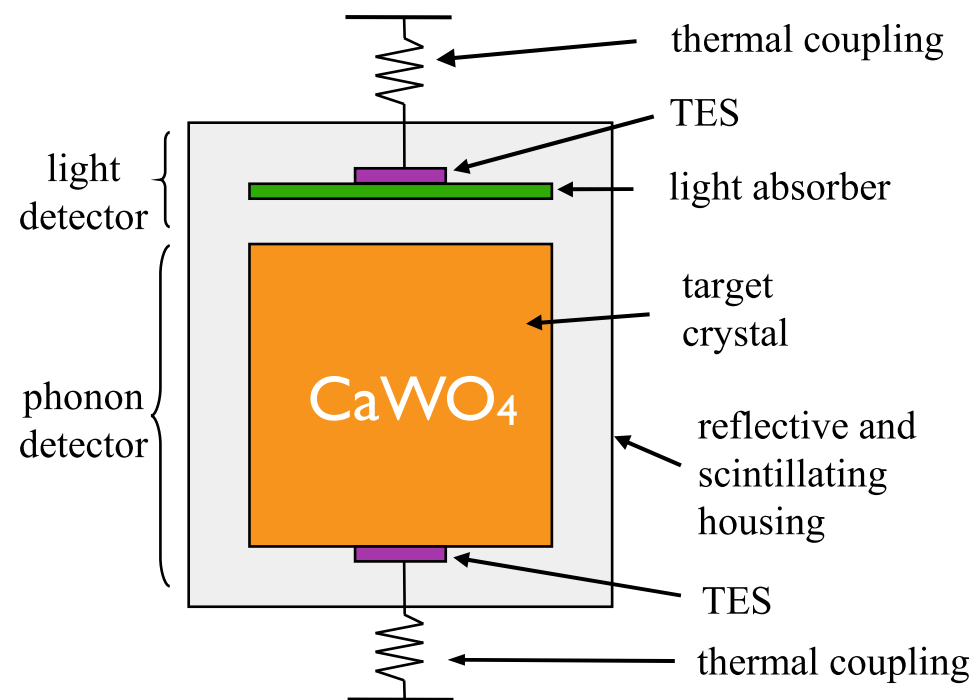 thermal coupling
TES
light
detector
light absorber
target
crystal
CaWO₄
phonon
detector
reflective and
scintillating
housing
TES
thermal coupling